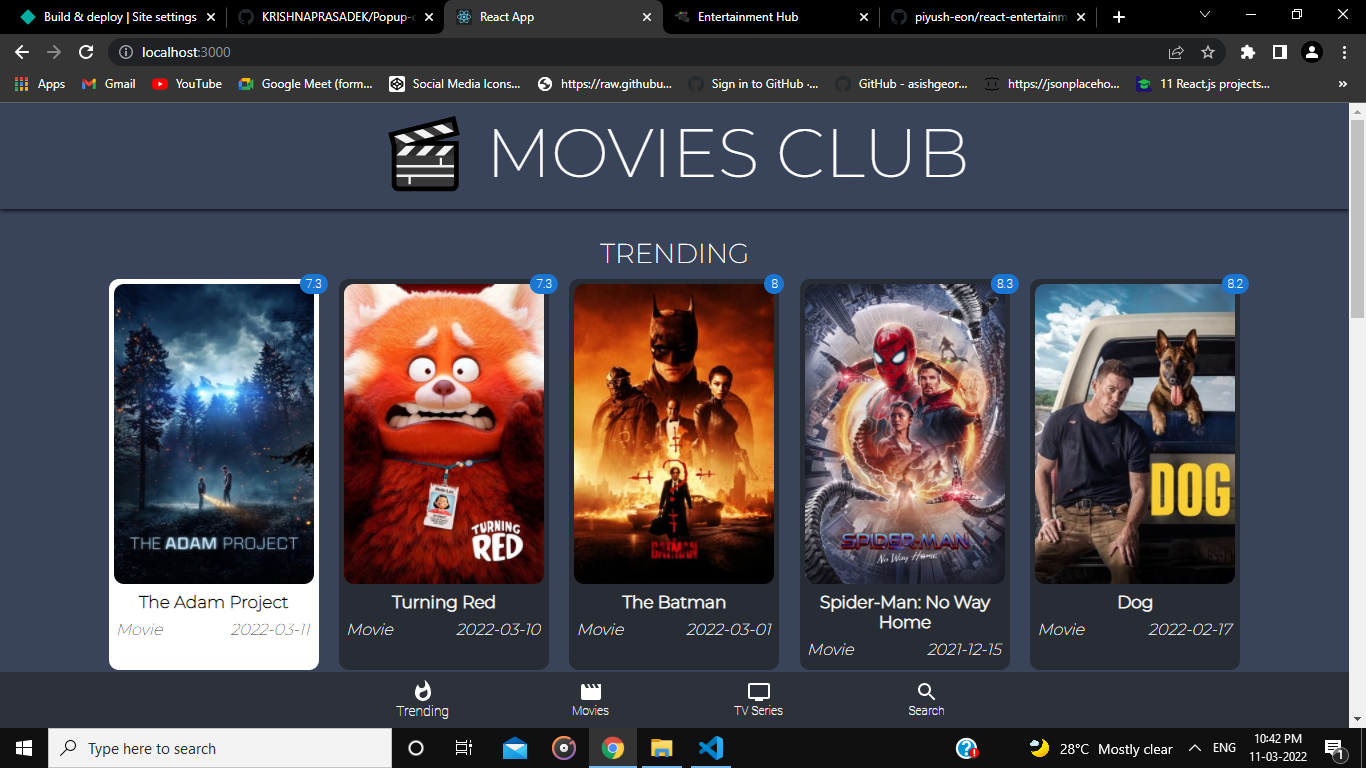 Build & deploy | Site settings
KRISHNAPRASADEK/Popup-c
React App
Entertainment Hub
piyush-eon/react-entertainm
localhost:3000
Apps
Gmail
YouTube
Google Meet (form...
Social Media Icons...
https://raw.githubu...
Sign in to GitHub ·...
GitHub - asishgeor...
https://jsonplaceho...
11 React.js projects...
»
MOVIES CLUB
TRENDING
7.3
7.3
8
8.3
8.2
THE ADAM PROJECT
TURNING
RED
BATMAN
SPIDER-MAN
No Way Home
DOG
The Adam Project
Movie 2022-03-11
Turning Red
Movie 2022-03-10
The Batman
Movie 2022-03-01
Spider-Man: No Way
Home
Movie 2021-12-15
Dog
Movie 2022-02-17
Trending
Movies
TV Series
Search
Type here to search
28°C Mostly clear
ENG
10:42 PM
11-03-2022
1